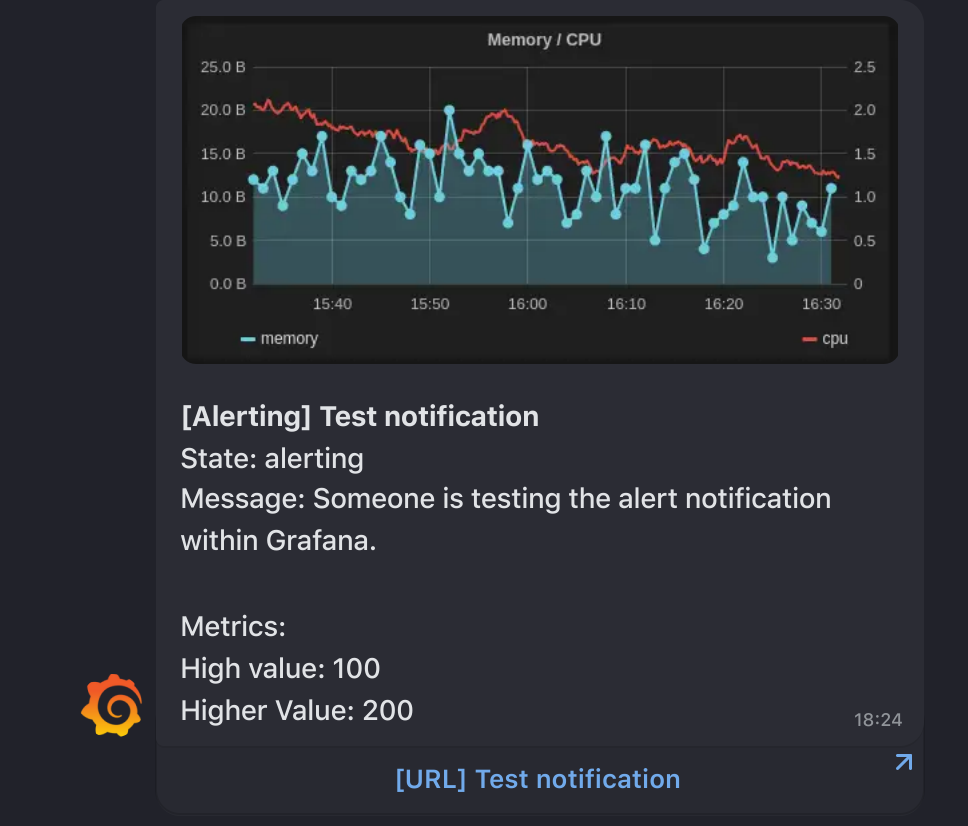 Memory / CPU
25.0 B
2.5
20.0 B
2.0
15.0 B
1.5
10.0 B
1.0
5.0 B
0.5
0.0 B
0
15:40 15:50 16:00 16:10 16:20 16:30
memory cpu
[Alerting] Test notification
State: alerting
Message: Someone is testing the alert notification
within Grafana.
Metrics:
High value: 100
Higher Value: 200
18:24
[URL] Test notification